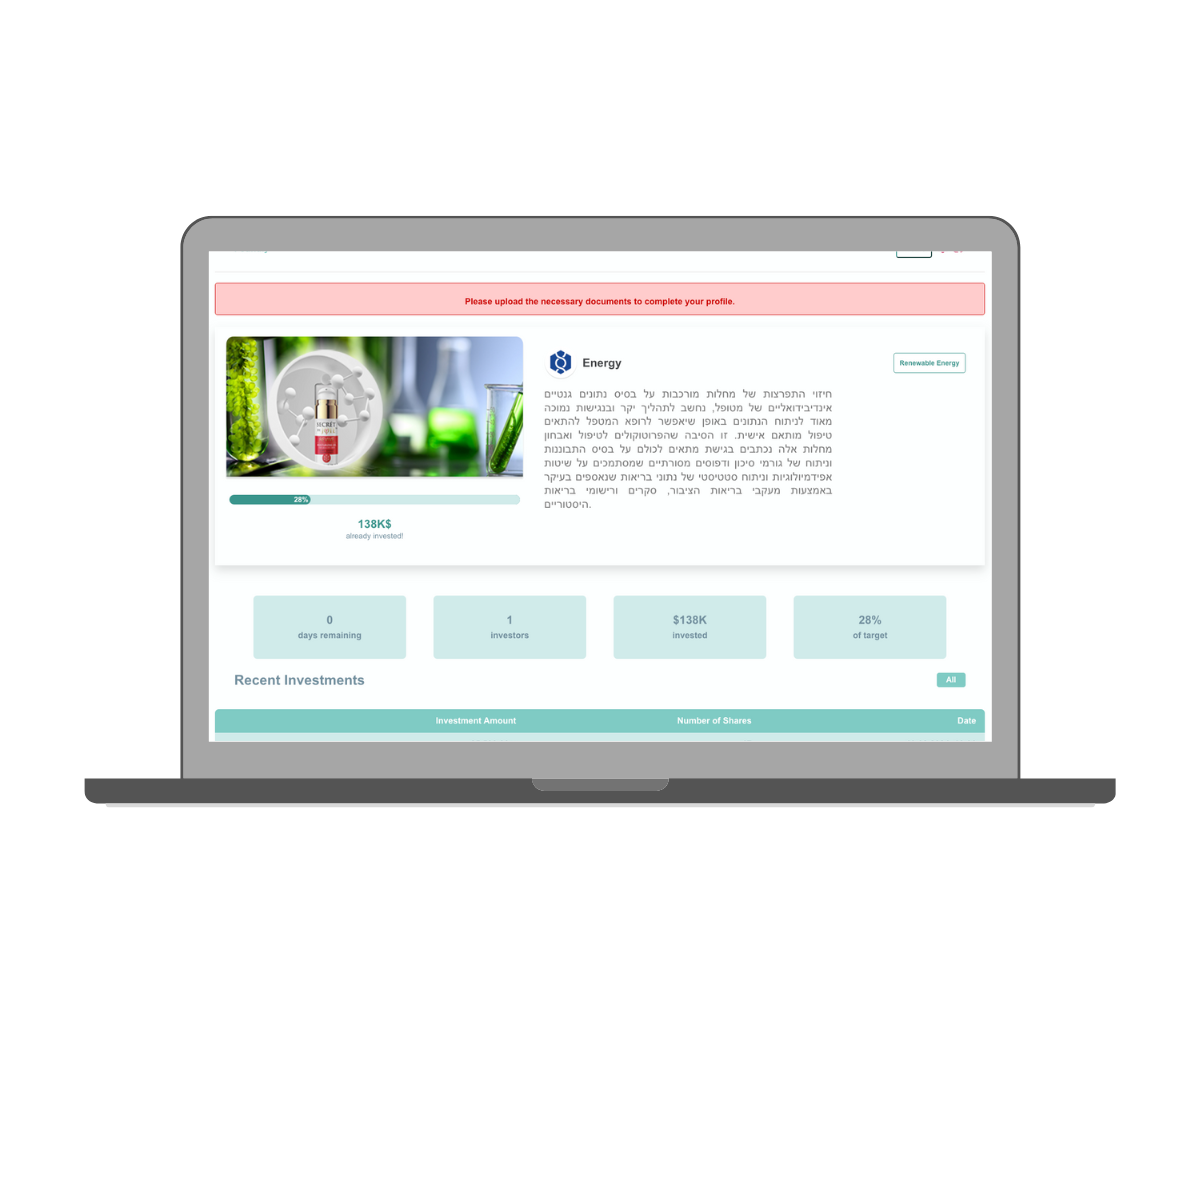 Please upload the necessary documents to complete your profile.
SECRET
Energy
Renewable Energy
חיזוי התפרצות של מחלות מורכבות על בסיס נתונים גנטיים
אינדיבידואליים של מטופל, נחשב לתהליך יקר ובנגישות נמוכה
מאוד לניתוח הנתונים באופן שיאפשר לרופא המטפל להתאים
טיפול מותאם אישית. זו הסיבה שהפרוטוקולים לטיפול ואבחון
מחלות אלה נכתבים בגישת מתאים לכולם על בסיס התבוננות
וניתוח של גורמי סיכון ודפוסים מסורתיים שמסתמכים על שיטות
אפידמיולוגיות וניתוח סטטיסטי של נתוני בריאות שנאספים בעיקר
באמצעות מעקבי בריאות הציבור, סקרים ורישומי בריאות
היסטוריים.
28%
138K$
already invested!
0
days remaining
1
investors
$138K
invested
28%
of target
Recent Investments
All
Investment Amount
Number of Shares
Date